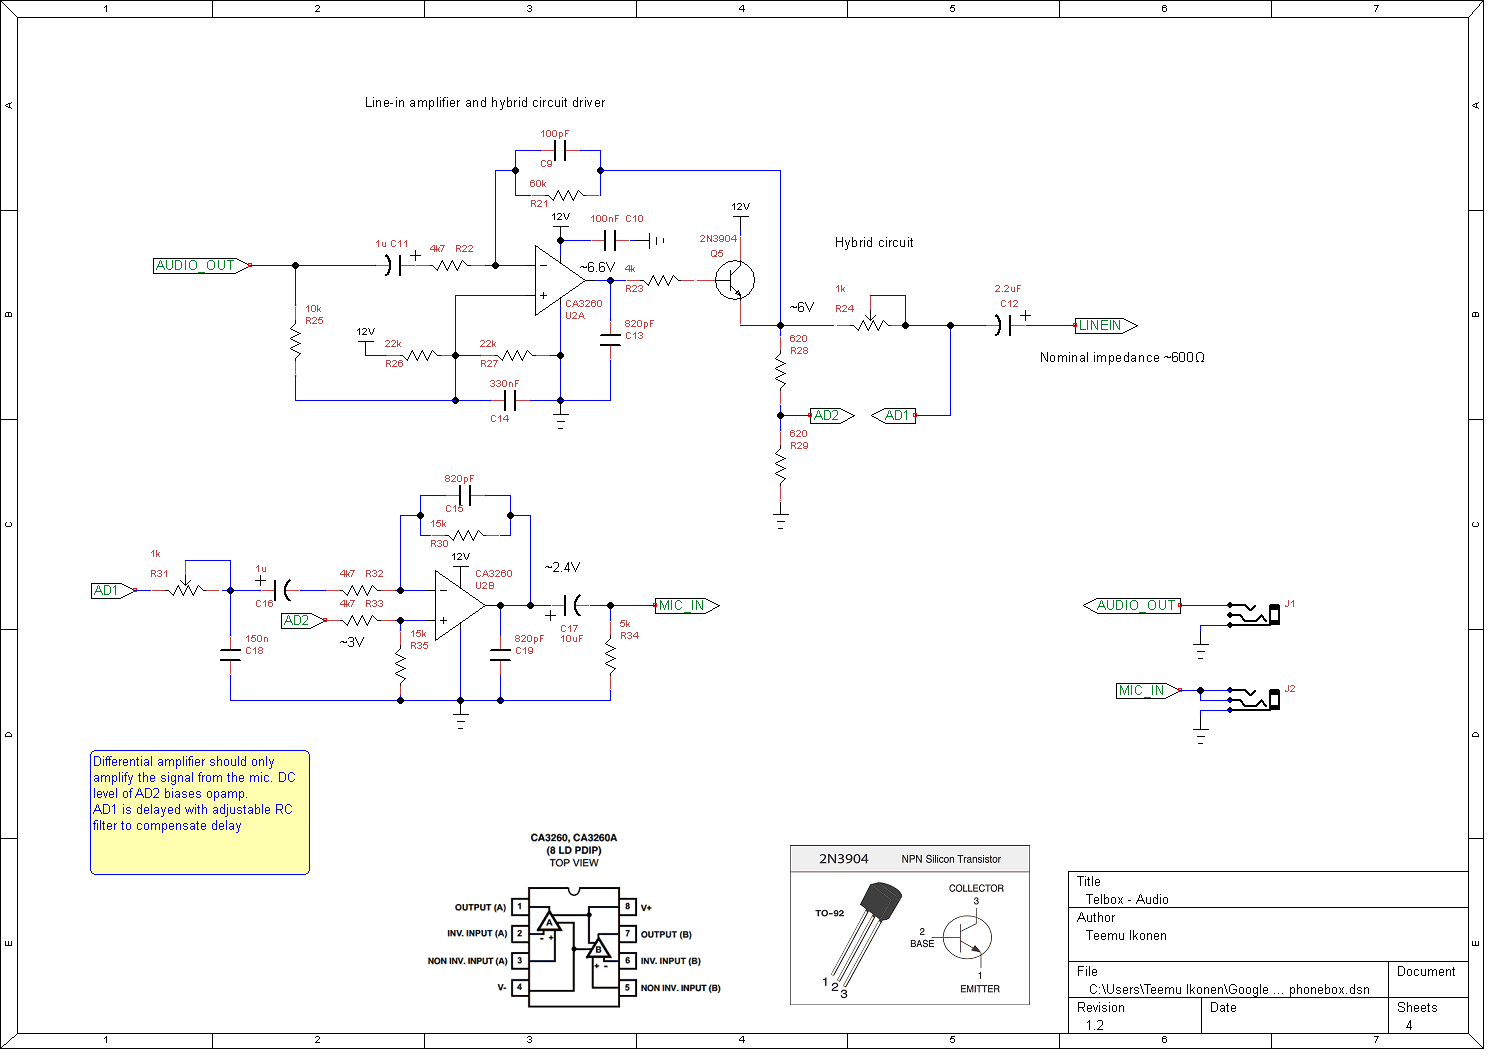 1 2 3 4 5 6 7
A A
B B
C C
D D
E E
Line-in amplifier and hybrid circuit driver
100pF
C9
60k
R21
12V
100nF C10
12V
2N3904
Q5
Hybrid circuit
AUDIO_OUT
1u C11
+
4k7 R22
~6.6V
4k
R23
CA3260
U2A
~6V
1k
R24
2.2uF
C12
+
LINEIN
Nominal impedance ~600Ω
10k
R25
12V
22k
R26
22k
R27
820pF
C13
330nF
C14
620
R28
AD2
AD1
620
R29
820pF
C15
15k
R30
12V
CA3260
U2B
~2.4V
1k
R31
AD1
1u
+
C16
4k7 R32
4k7 R33
AD2
~3V
15k
R35
150n
C18
820pF
C19
+
C17
10uF
5k
R34
MIC_IN
AUDIO_OUT
J1
MIC_IN
J2
Differential amplifier should only
amplify the signal from the mic. DC
level of AD2 biases opamp.
AD1 is delayed with adjustable RC
filter to compensate delay
CA3260, CA3260A
(8 LD PDIP)
TOP VIEW
OUTPUT (A) 1
INV. INPUT (A) 2
NON INV. INPUT (A) 3
V- 4
A
- +
B
+ -
8 V+
7 OUTPUT (B)
6 INV. INPUT (B)
5 NON INV. INPUT (B)
2N3904 NPN Silicon Transistor
TO-92
1 2 3
COLLECTOR
3
2
BASE
1
EMITTER
Title
Telbox - Audio
Author
Teemu Ikonen
File
C:\Users\Teemu Ikonen\Google ... phonebox.dsn
Document
Revision
1.2
Date
Sheets
4
1 2 3 4 5 6 7